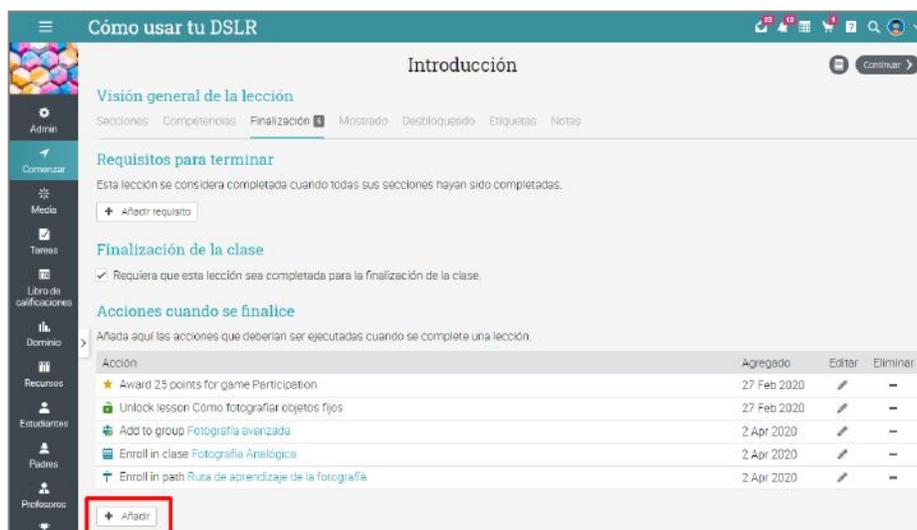 Cómo usar tu DSLR
23 12 1
Introducción
Continuar
Visión general de la lección
Secciones Competencias Finalización 5 Mostrado Desbloqueado Etiquetas Notas
Admin
Requisitos para terminar
Comenzar
Esta lección se considera completada cuando todas sus secciones hayan sido completadas.
Media
+ Añadir requisito
Tareas
Finalización de la clase
Requiera que esta lección sea completada para la finalización de la clase.
Libro de
calificaciones
Acciones cuando se finalice
Dominio
Añada aquí las acciones que deberían ser ejecutadas cuando se complete una lección.
Acción Agregado Editar Eliminar
Recursos
Award 25 points for game Participation 27 Feb 2020
Unlock lesson Cómo fotografiar objetos fijos 27 Feb 2020
Estudiantes
Add to group Fotografía avanzada 2 Apr 2020
Enroll in clase Fotografía Analógica 2 Apr 2020
Padres
Enroll in path Ruta de aprendizaje de la fotografía 2 Apr 2020
Profesores
+ Añadir